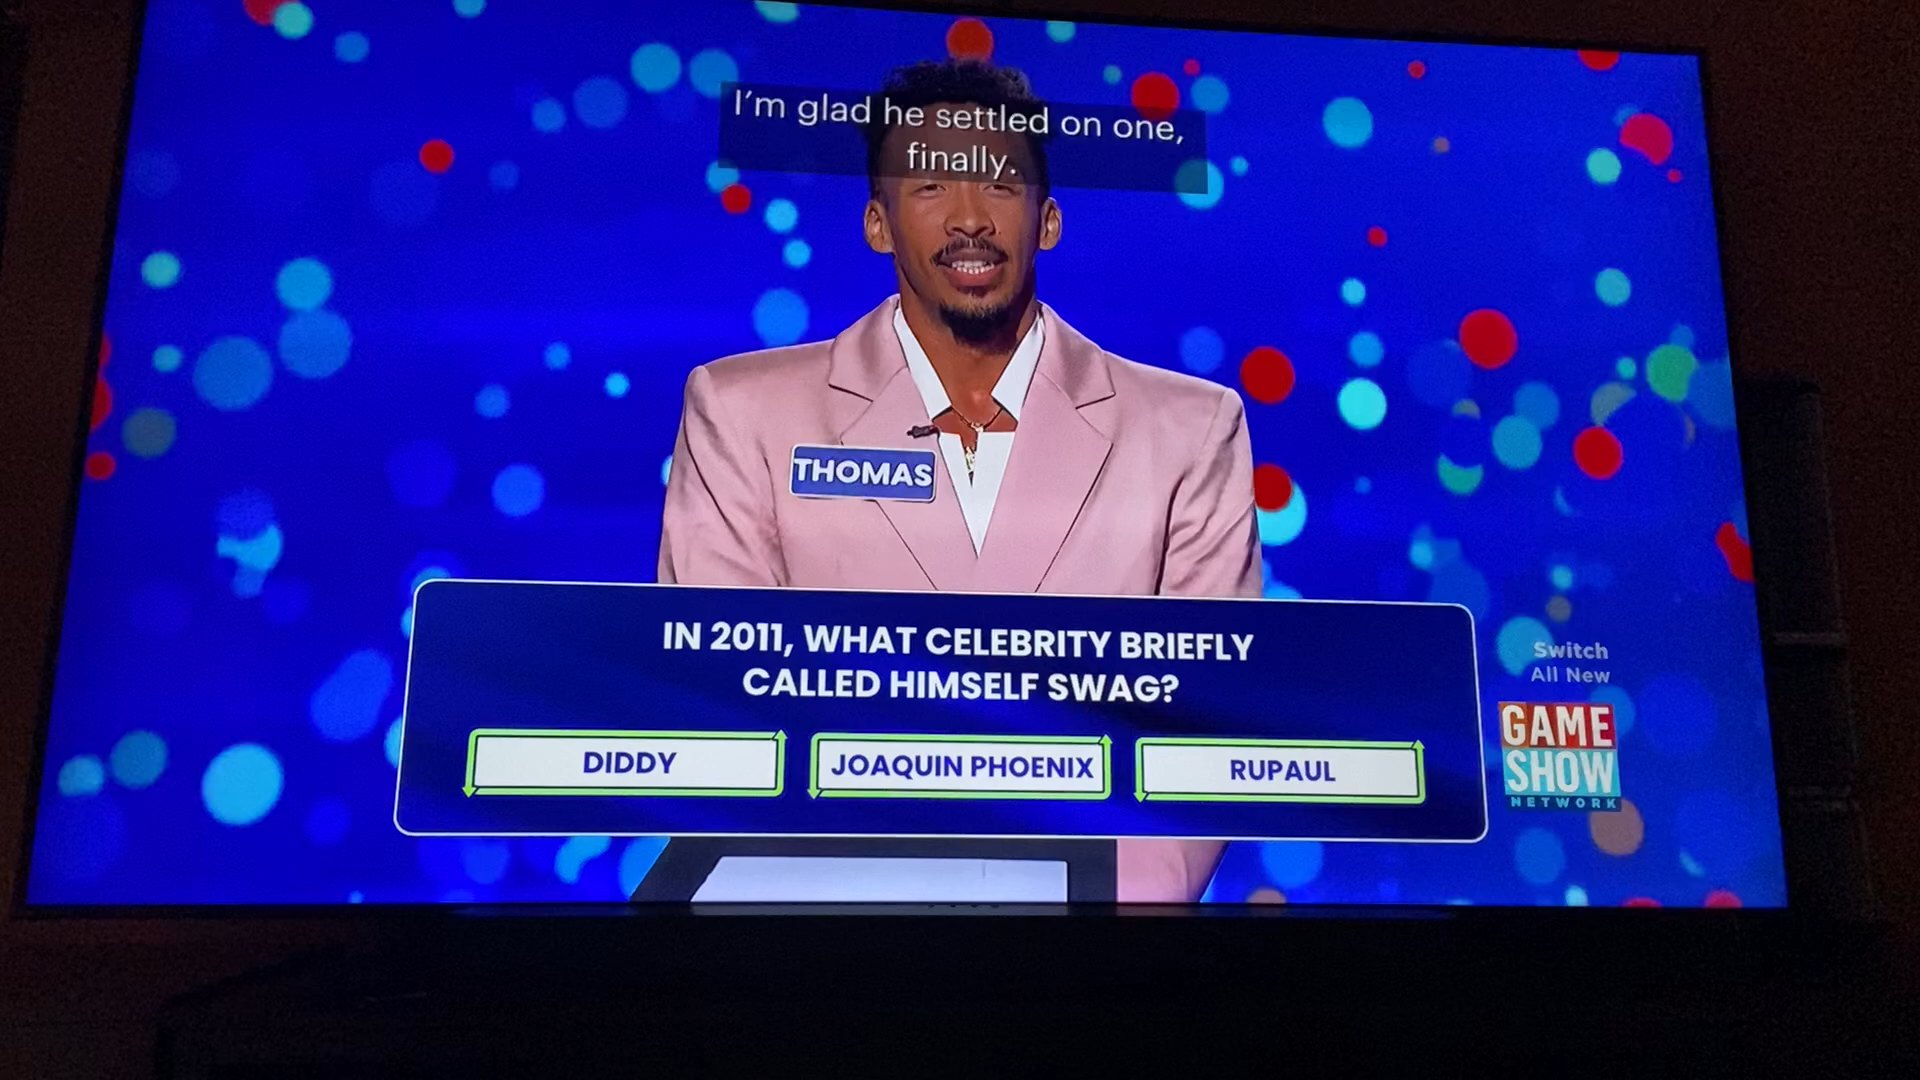 I'm glad he settled on one,
finally.
THOMAS
IN 2011, WHAT CELEBRITY BRIEFLY
CALLED HIMSELF SWAG?
DIDDY
JOAQUIN PHOENIX
RUPAUL
Switch
All New
GAME
SHOW
NETWORK